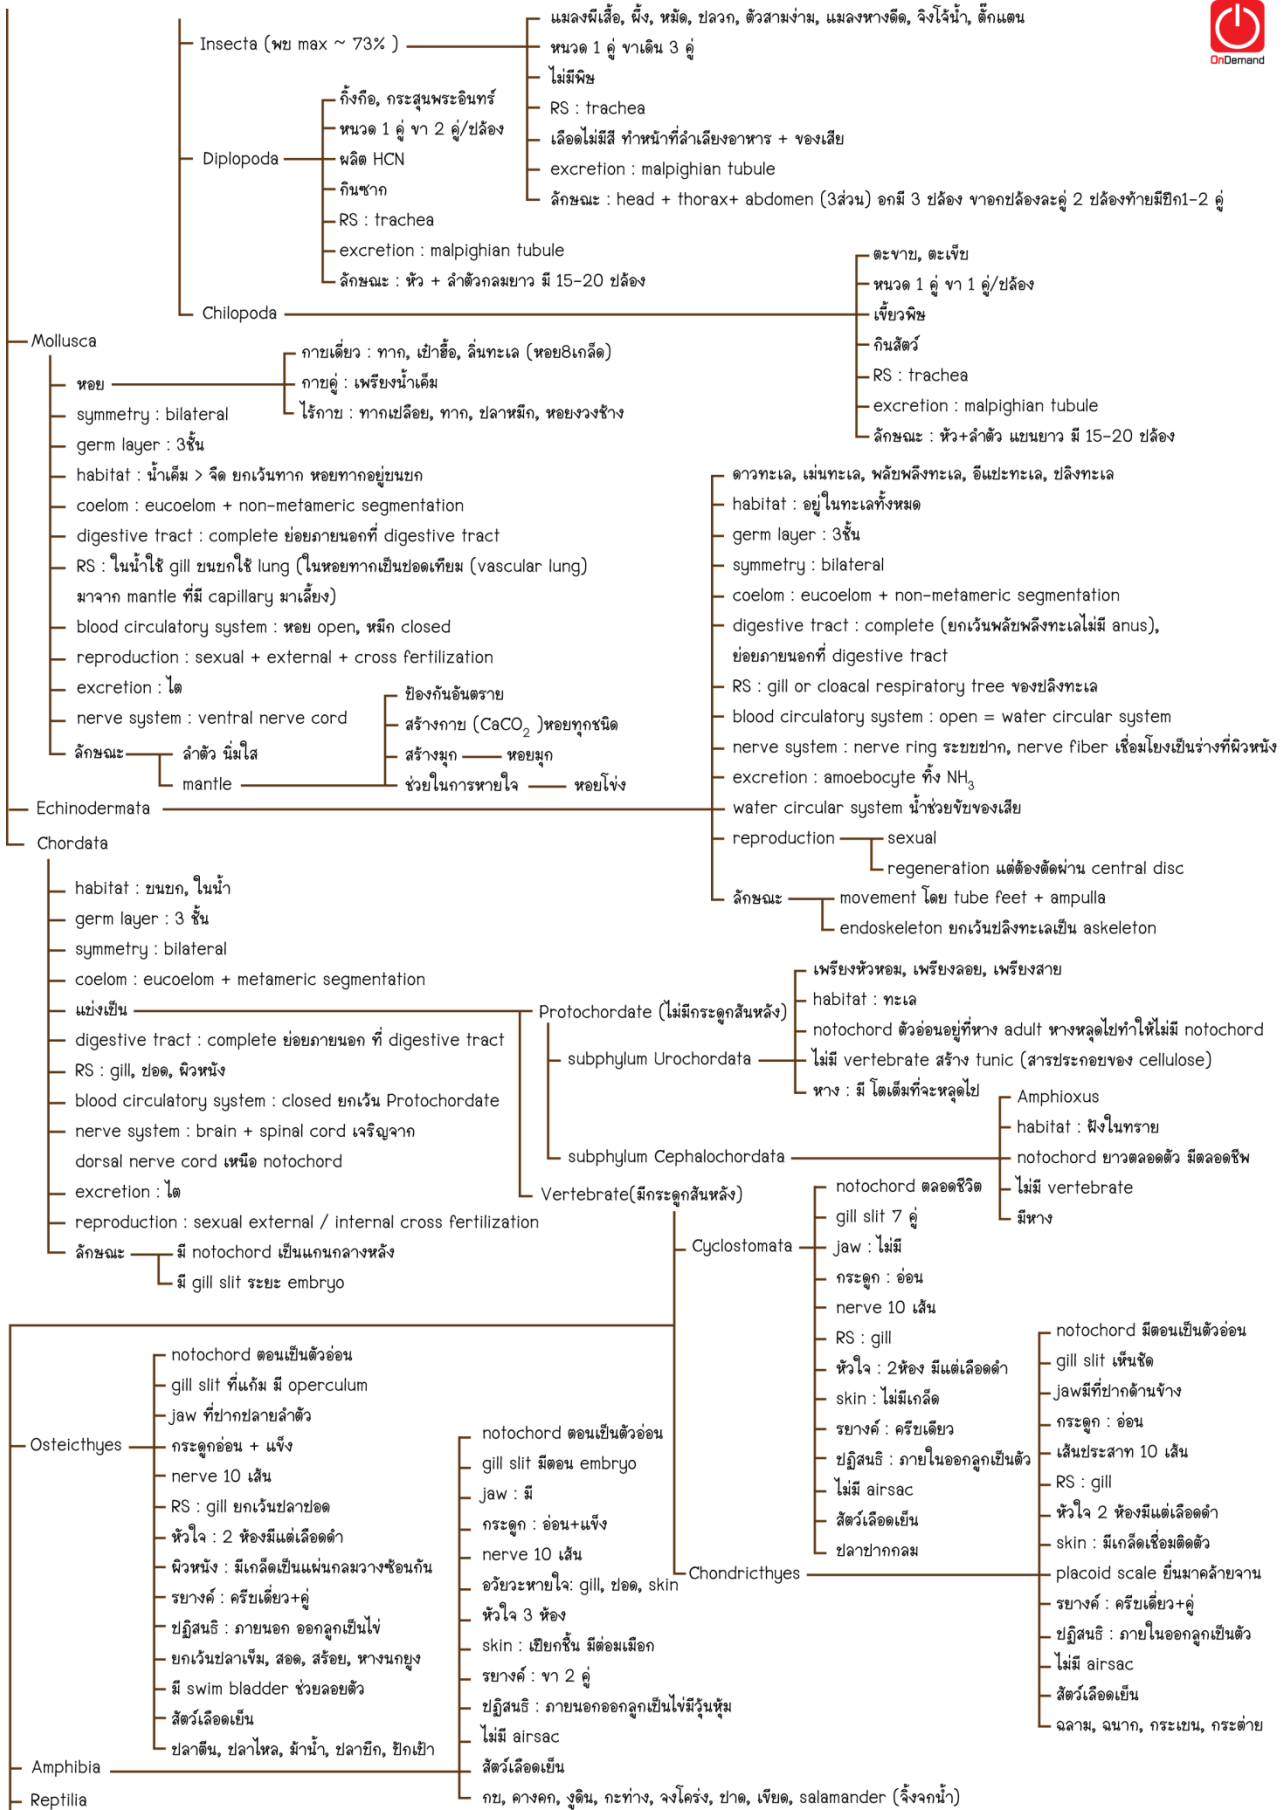 OnDemand
Insecta (พบ max ~ 73% )
แมลงผีเสื้อ, ผึ้ง, หมัด, ปลวก, ตัวสามง่าม, แมลงหางดีด, จิงโจ้น้ำ, ตั๊กแตน
หนวด 1 คู่ ขาเดิน 3 คู่
ไม่มีพิษ
RS : trachea
เลือดไม่มีสี ทำหน้าที่ลำเลียงอาหาร + ของเสีย
excretion : malpighian tubule
ลักษณะ : head + thorax+ abdomen (3ส่วน) อกมี 3 ปล้อง ขาอกปล้องละคู่ 2 ปล้องท้ายมีปีก1-2 คู่
Diplopoda
กิ้งกือ, กระสุนพระอินทร์
หนวด 1 คู่ ขา 2 คู่/ปล้อง
ผลิต HCN
กินซาก
RS : trachea
excretion : malpighian tubule
ลักษณะ : หัว + ลำตัวกลมยาว มี 15-20 ปล้อง
Chilopoda
ตะขาบ, ตะเข็บ
หนวด 1 คู่ ขา 1 คู่/ปล้อง
เขี้ยวพิษ
กินสัตว์
RS : trachea
excretion : malpighian tubule
ลักษณะ : หัว+ลำตัว แบนยาว มี 15-20 ปล้อง
Mollusca
หอย
กาบเดี่ยว : ทาก, เป๋าฮื้อ, ลิ่นทะเล (หอย8เกล็ด)
กาบคู่ : เพรียงน้ำเค็ม
ไร้กาบ : ทากเปลือย, ทาก, ปลาหมึก, หอยงวงช้าง
symmetry : bilateral
germ layer : 3ชั้น
habitat : น้ำเค็ม > จืด ยกเว้นทาก หอยทากอยู่บนบก
coelom : eucoelom + non-metameric segmentation
digestive tract : complete ย่อยภายนอกที่ digestive tract
RS : ในน้ำใช้ gill บนบกใช้ lung (ในหอยทากเป็นปอดเทียม (vascular lung)
มาจาก mantle ที่มี capillary มาเลี้ยง)
blood circulatory system : หอย open, หมึก closed
reproduction : sexual + external + cross fertilization
excretion : ไต
nerve system : ventral nerve cord
ลักษณะ
ลำตัว นิ่มใส
mantle
ป้องกันอันตราย
สร้างกาบ (CaCO2 )หอยทุกชนิด
สร้างมุก
หอยมุก
ช่วยในการหายใจ
หอยโข่ง
Echinodermata
ดาวทะเล, เม่นทะเล, พลับพลึงทะเล, อีแปะทะเล, ปลิงทะเล
habitat : อยู่ในทะเลทั้งหมด
germ layer : 3ชั้น
symmetry : bilateral
coelom : eucoelom + non-metameric segmentation
digestive tract : complete (ยกเว้นพลับพลึงทะเลไม่มี anus),
ย่อยภายนอกที่ digestive tract
RS : gill or cloacal respiratory tree ของปลิงทะเล
blood circulatory system : open = water circular system
nerve system : nerve ring ระบบปาก, nerve fiber เชื่อมโยงเป็นร่างที่ผิวหนัง
excretion : amoebocyte ทิ้ง NH3
water circular system น้ำช่วยขับของเสีย
reproduction
sexual
regeneration แต่ต้องตัดผ่าน central disc
ลักษณะ
movement โดย tube feet + ampulla
endoskeleton ยกเว้นปลิงทะเลเป็น askeleton
Chordata
habitat : บนบก, ในน้ำ
germ layer : 3 ชั้น
symmetry : bilateral
coelom : eucoelom + metameric segmentation
แบ่งเป็น
digestive tract : complete ย่อยภายนอก ที่ digestive tract
RS : gill, ปอด, ผิวหนัง
blood circulatory system : closed ยกเว้น Protochordate
nerve system : brain + spinal cord เจริญจาก
dorsal nerve cord เหนือ notochord
excretion : ไต
reproduction : sexual external / internal cross fertilization
ลักษณะ
มี notochord เป็นแกนกลางหลัง
มี gill slit ระยะ embryo
Protochordate (ไม่มีกระดูกสันหลัง)
subphylum Urochordata
เพรียงหัวหอม, เพรียงลอย, เพรียงสาย
habitat : ทะเล
notochord ตัวอ่อนอยู่ที่หาง adult หางหลุดไปทำให้ไม่มี notochord
ไม่มี vertebrate สร้าง tunic (สารประกอบของ cellulose)
หาง : มี โตเต็มที่จะหลุดไป
subphylum Cephalochordata
Amphioxus
habitat : ฝังในทราย
notochord ยาวตลอดตัว มีตลอดชีพ
ไม่มี vertebrate
มีหาง
Vertebrate(มีกระดูกสันหลัง)
Cyclostomata
notochord ตลอดชีวิต
gill slit 7 คู่
jaw : ไม่มี
กระดูก : อ่อน
nerve 10 เส้น
RS : gill
หัวใจ : 2ห้อง มีแต่เลือดดำ
skin : ไม่มีเกล็ด
รยางค์ : ครีบเดียว
ปฏิสนธิ : ภายในออกลูกเป็นตัว
ไม่มี airsac
สัตว์เลือดเย็น
ปลาปากกลม
Chondricthyes
notochord มีตอนเป็นตัวอ่อน
gill slit เห็นชัด
jawมีที่ปากด้านข้าง
กระดูก : อ่อน
เส้นประสาท 10 เส้น
RS : gill
หัวใจ 2 ห้องมีแต่เลือดดำ
skin : มีเกล็ดเชื่อมติดตัว
placoid scale ยื่นมาคล้ายจาน
รยางค์ : ครีบเดี่ยว+คู่
ปฏิสนธิ : ภายในออกลูกเป็นตัว
ไม่มี airsac
สัตว์เลือดเย็น
ฉลาม, ฉนาก, กระเบน, กระต่าย
Osteicthyes
notochord ตอนเป็นตัวอ่อน
gill slit ที่แก้ม มี operculum
jaw ที่ปากปลายลำตัว
กระดูกอ่อน + แข็ง
nerve 10 เส้น
RS : gill ยกเว้นปลาปอด
หัวใจ : 2 ห้องมีแต่เลือดดำ
ผิวหนัง : มีเกล็ดเป็นแผ่นกลมวางซ้อนกัน
รยางค์ : ครีบเดี่ยว+คู่
ปฏิสนธิ : ภายนอก ออกลูกเป็นไข่
ยกเว้นปลาเข็ม, สอด, สร้อย, หางนกยูง
มี swim bladder ช่วยลอยตัว
สัตว์เลือดเย็น
ปลาตีน, ปลาไหล, ม้าน้ำ, ปลาบึก, ปักเป้า
Amphibia
notochord ตอนเป็นตัวอ่อน
gill slit มีตอน embryo
jaw : มี
กระดูก : อ่อน+แข็ง
nerve 10 เส้น
อวัยวะหายใจ: gill, ปอด, skin
หัวใจ 3 ห้อง
skin : เปียกชื้น มีต่อมเมือก
รยางค์ : ขา 2 คู่
ปฏิสนธิ : ภายนอกออกลูกเป็นไข่มีวุ้นหุ้ม
ไม่มี airsac
สัตว์เลือดเย็น
กบ, คางคก, งูดิน, กะท่าง, จงโคร่ง, ปาด, เขียด, salamander (จิ้งจกน้ำ)
Reptilia